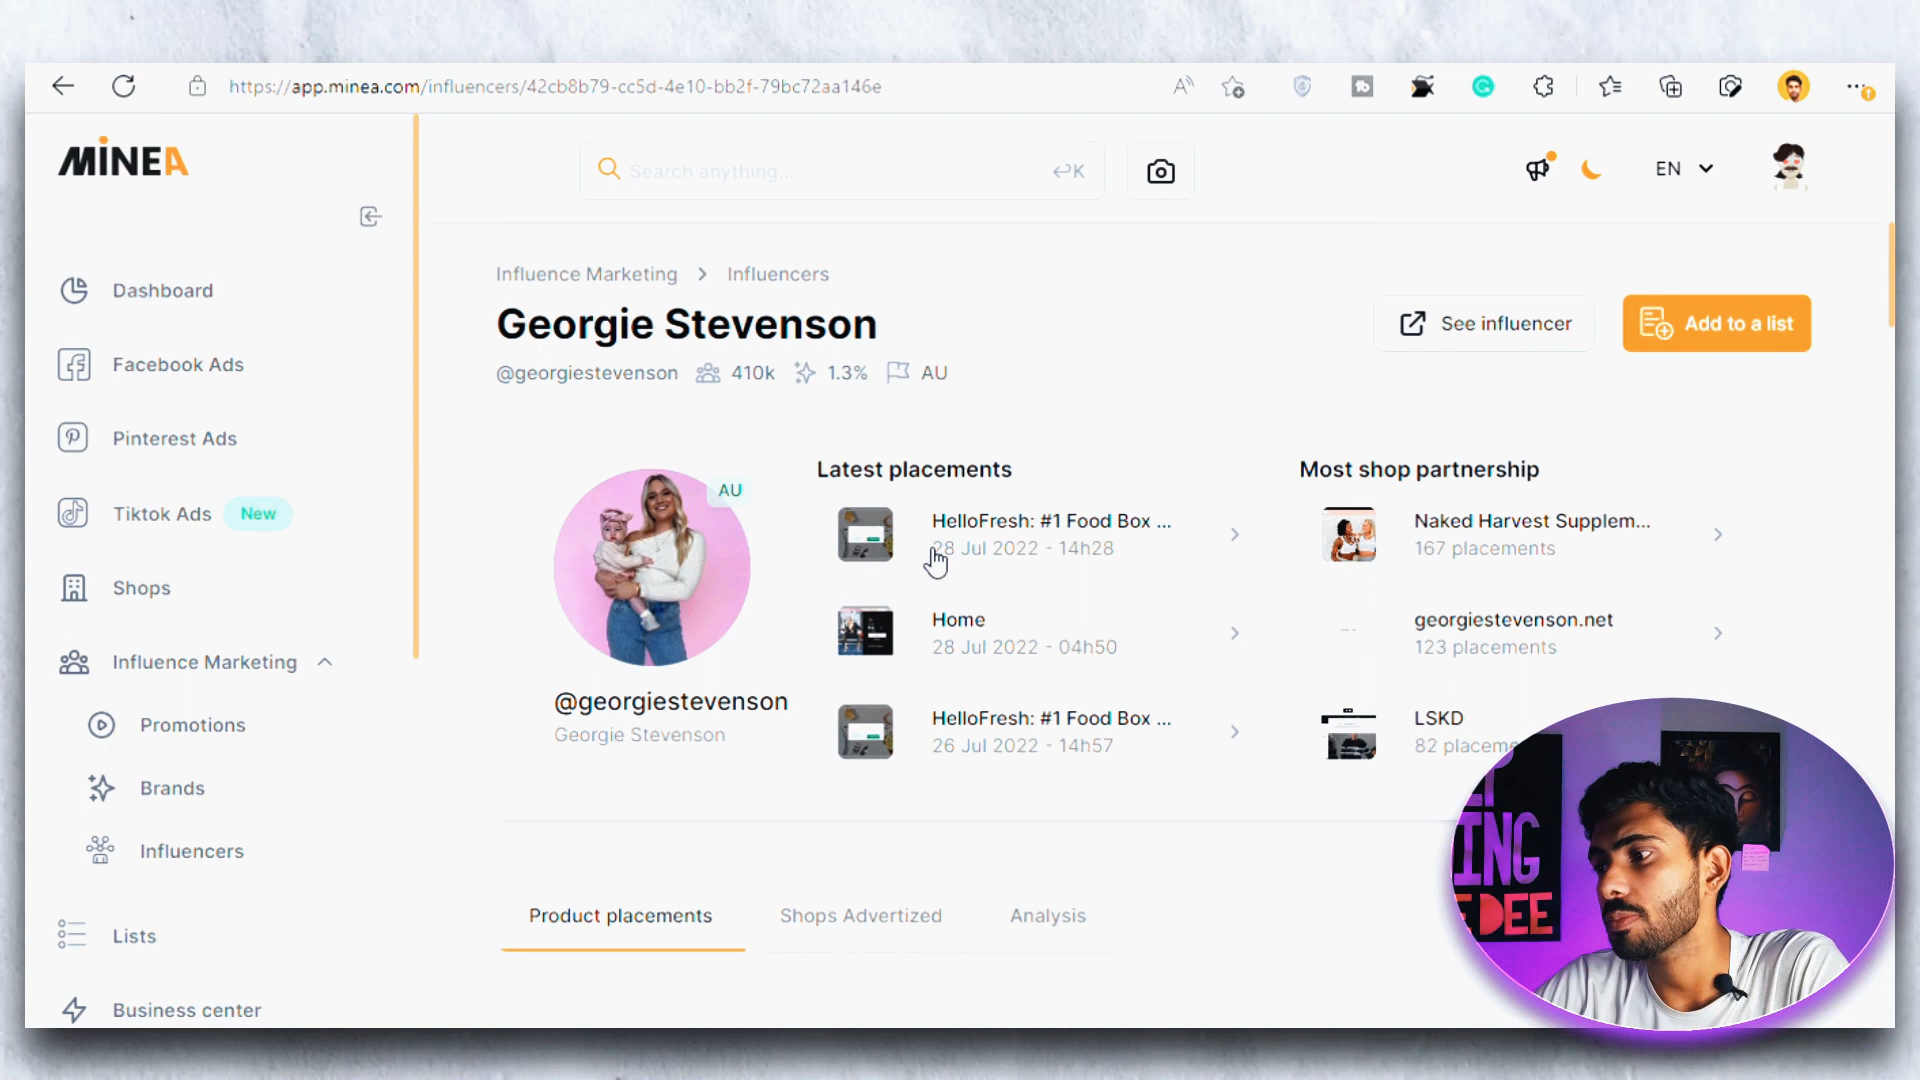 https://app.minea.com/influencers/42cb8b79-cc5d-4e10-bb2f-79bc72aa146e
MINEA
Search anything...
K
EN
Dashboard
Facebook Ads
Pinterest Ads
Tiktok Ads New
Shops
Influence Marketing
Promotions
Brands
Influencers
Lists
Business center
Influence Marketing > Influencers
Georgie Stevenson
@georgiestevenson 410k 1.3% AU
See influencer
Add to a list
AU
@georgiestevenson
Georgie Stevenson
Latest placements
HelloFresh: #1 Food Box ...
28 Jul 2022 - 14h28
Home
28 Jul 2022 - 04h50
HelloFresh: #1 Food Box ...
26 Jul 2022 - 14h57
Most shop partnership
Naked Harvest Supplem...
167 placements
georgiestevenson.net
123 placements
LSKD
82 placeme
Product placements
Shops Advertized
Analysis
ING
DEE